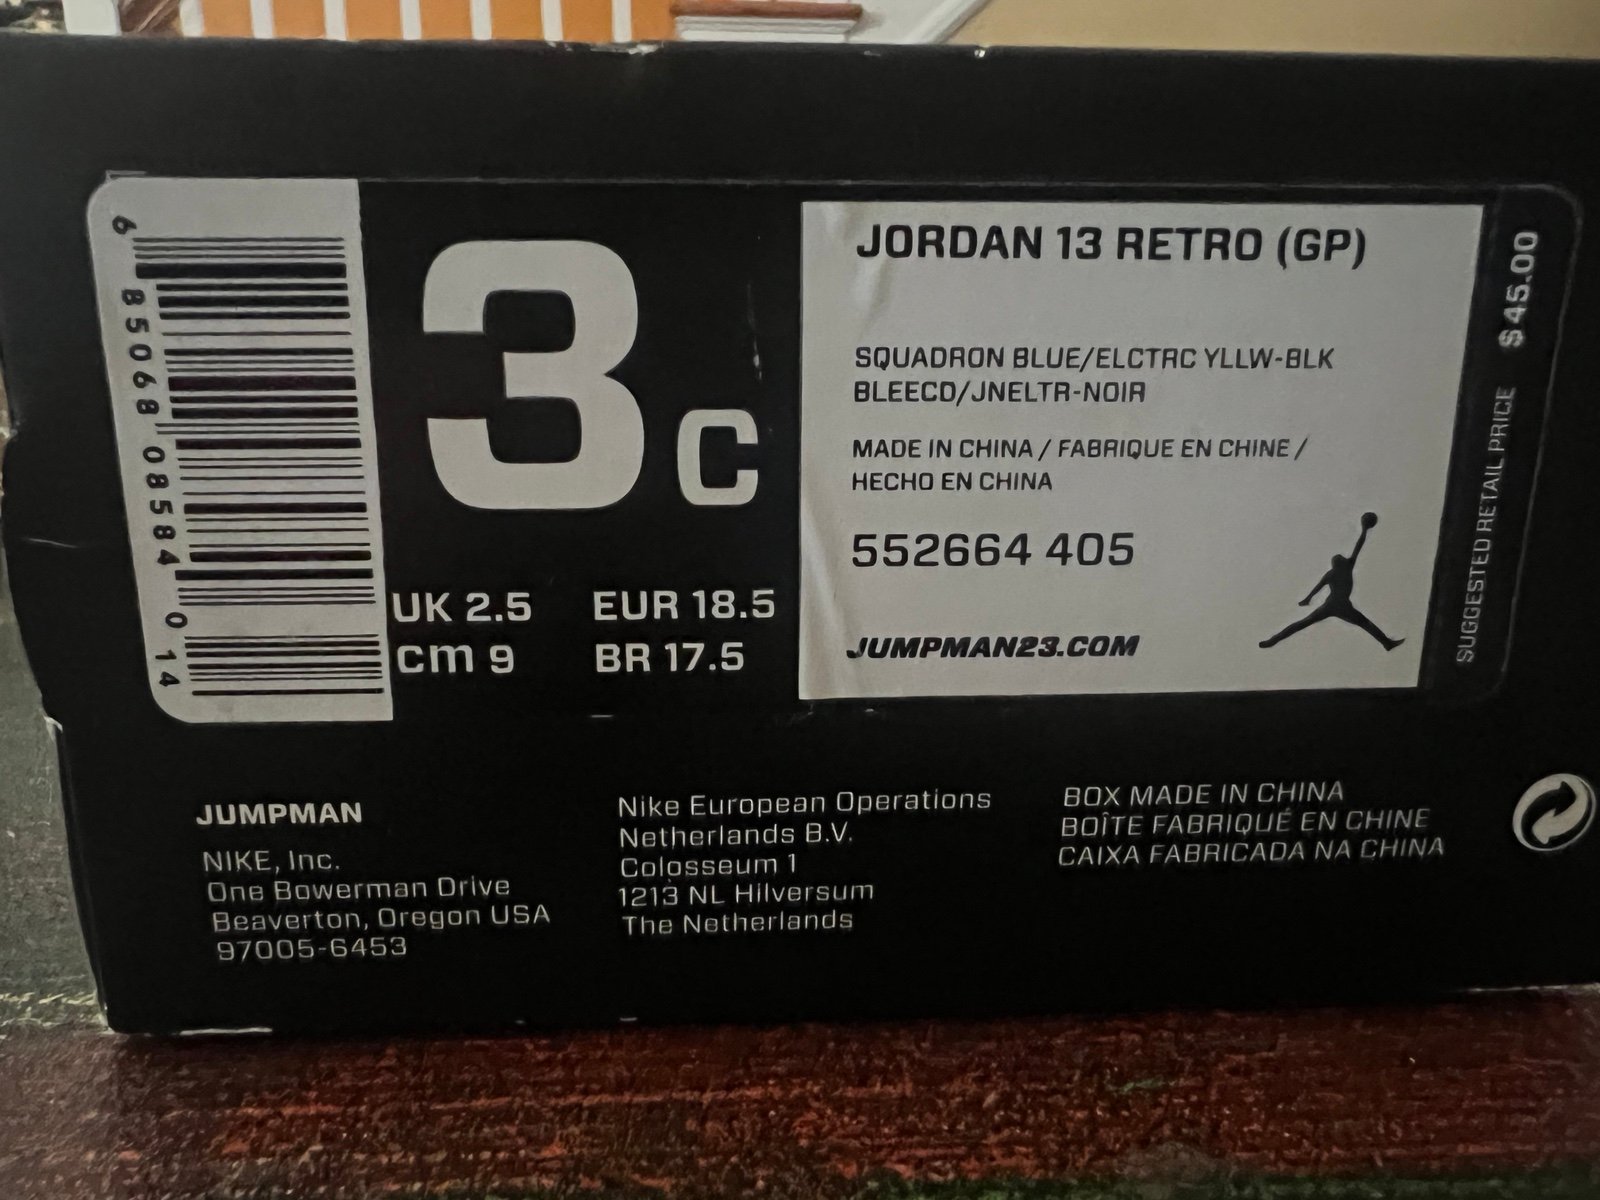 6 85068 08584 0 14
3C
UK 2.5 EUR 18.5
cm 9 BR 17.5
JORDAN 13 RETRO (GP)
SQUADRON BLUE/ELCTRC YLLW-BLK
BLEECD/JNELTR-NOIR
MADE IN CHINA / FABRIQUE EN CHINE /
HECHO EN CHINA
552664 405
JUMPMAN23.COM
SUGGESTED RETAIL PRICE $45.00
JUMPMAN
NIKE, Inc.
One Bowerman Drive
Beaverton, Oregon USA
97005-6453
Nike European Operations
Netherlands B.V.
Colosseum 1
1213 NL Hilversum
The Netherlands
BOX MADE IN CHINA
BOÎTE FABRIQUÉ EN CHINE
CAIXA FABRICADA NA CHINA